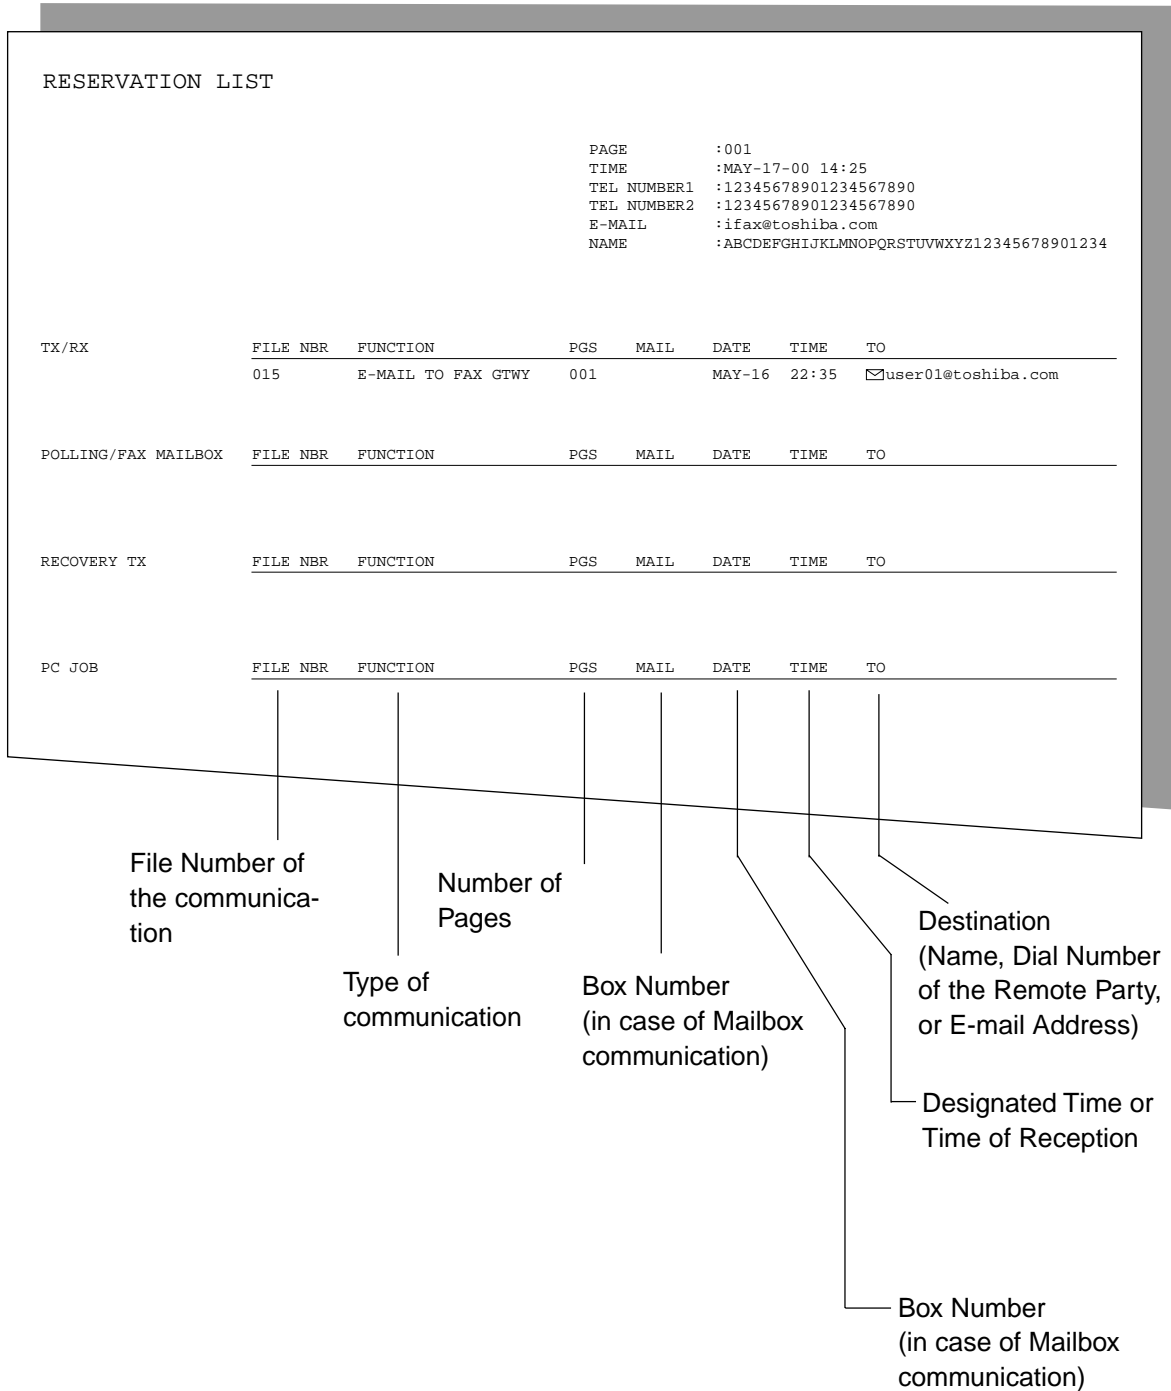 RESERVATION LIST
PAGE :001
TIME :MAY-17-00 14:25
TEL NUMBER1 :12345678901234567890
TEL NUMBER2 :12345678901234567890
E-MAIL :ifax@toshiba.com
NAME :ABCDEFGHIJKLMNOPQRSTUVWXYZ12345678901234
TX/RX FILE NBR FUNCTION PGS MAIL DATE TIME TO
015 E-MAIL TO FAX GTWY 001 MAY-16 22:35 user01@toshiba.com
POLLING/FAX MAILBOX FILE NBR FUNCTION PGS MAIL DATE TIME TO
RECOVERY TX FILE NBR FUNCTION PGS MAIL DATE TIME TO
PC JOB FILE NBR FUNCTION PGS MAIL DATE TIME TO
File Number of
the communica-
tion
Number of
Pages
Type of
communication
Box Number
(in case of Mailbox
communication)
Destination
(Name, Dial Number
of the Remote Party,
or E-mail Address)
Designated Time or
Time of Reception
Box Number
(in case of Mailbox
communication)